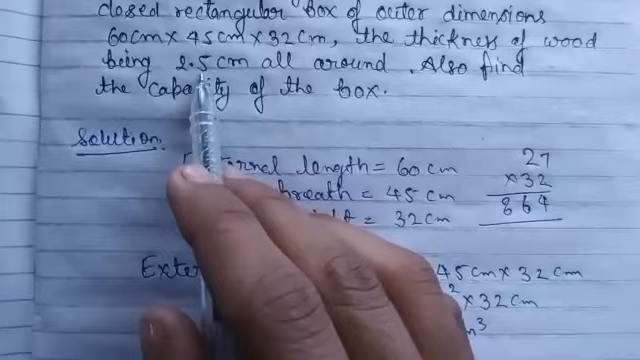 closed rectangular box of outer dimensions
60cm x 45cm x 32cm, the thickness of wood
being 2.5cm all around. Also find
the capacity of the box.
Solution:
length = 60 cm
breath = 45 cm
= 32cm
27
x32
864
45cm x 32 cm
x 32 cm